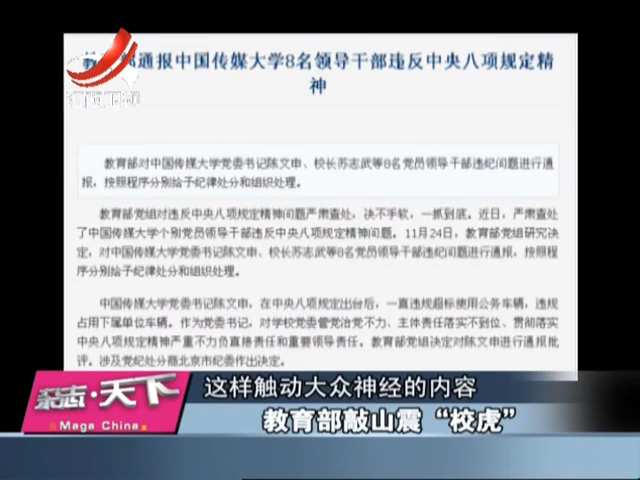 教育部通报中国传媒大学8名领导干部违反中央八项规定精
神
教育部对中国传媒大学党委书记陈文申、校长苏志武等8名党员领导干部违纪问题进行通
报，按照程序分别给予纪律处分和组织处理。
教育部党组对违反中央八项规定精神问题严肃查处，决不手软，一抓到底。近日，严肃查处
了中国传媒大学个别党员领导干部违反中央八项规定精神问题。11月24日，教育部党组研究决
定，对中国传媒大学党委书记陈文申、校长苏志武等8名党员领导干部违纪问题进行通报，按照程
序分别给予纪律处分和组织处理。
中国传媒大学党委书记陈文申，在中央八项规定出台后，一直违规超标使用公务车辆，违规
占用下属单位车辆。作为党委书记，对学校党委管党治党不力、主体责任落实不到位、贯彻落实
中央八项规定精神严重不力负直接责任和重要领导责任。教育部党组决定对陈文申进行通报批
评。涉及党纪处分商北京市纪委作出决定。
杂志·天下
Maga China
这样触动大众神经的内容
教育部敲山震“校虎”